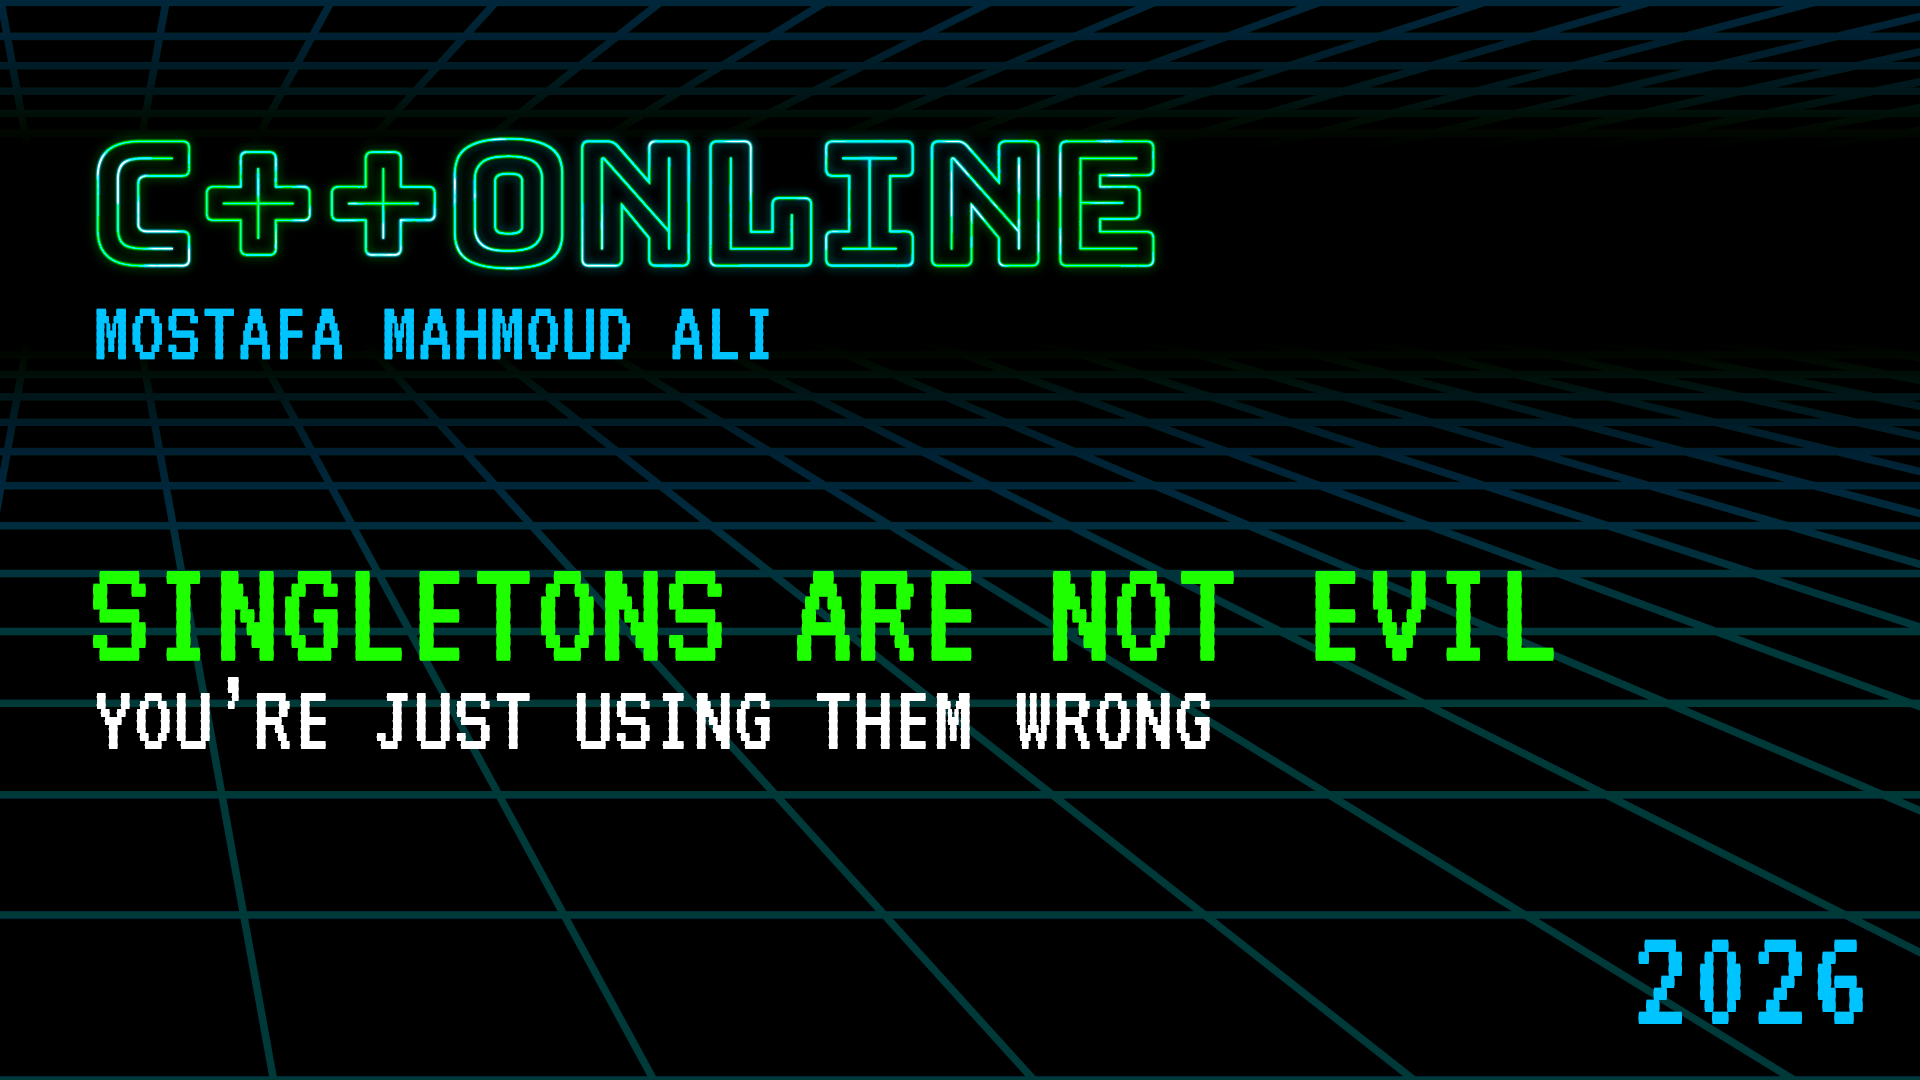 C++ONLINE
MOSTAFA MAHMOUD ALI
SINGLETONS ARE NOT EVIL
YOU'RE JUST USING THEM WRONG
2026